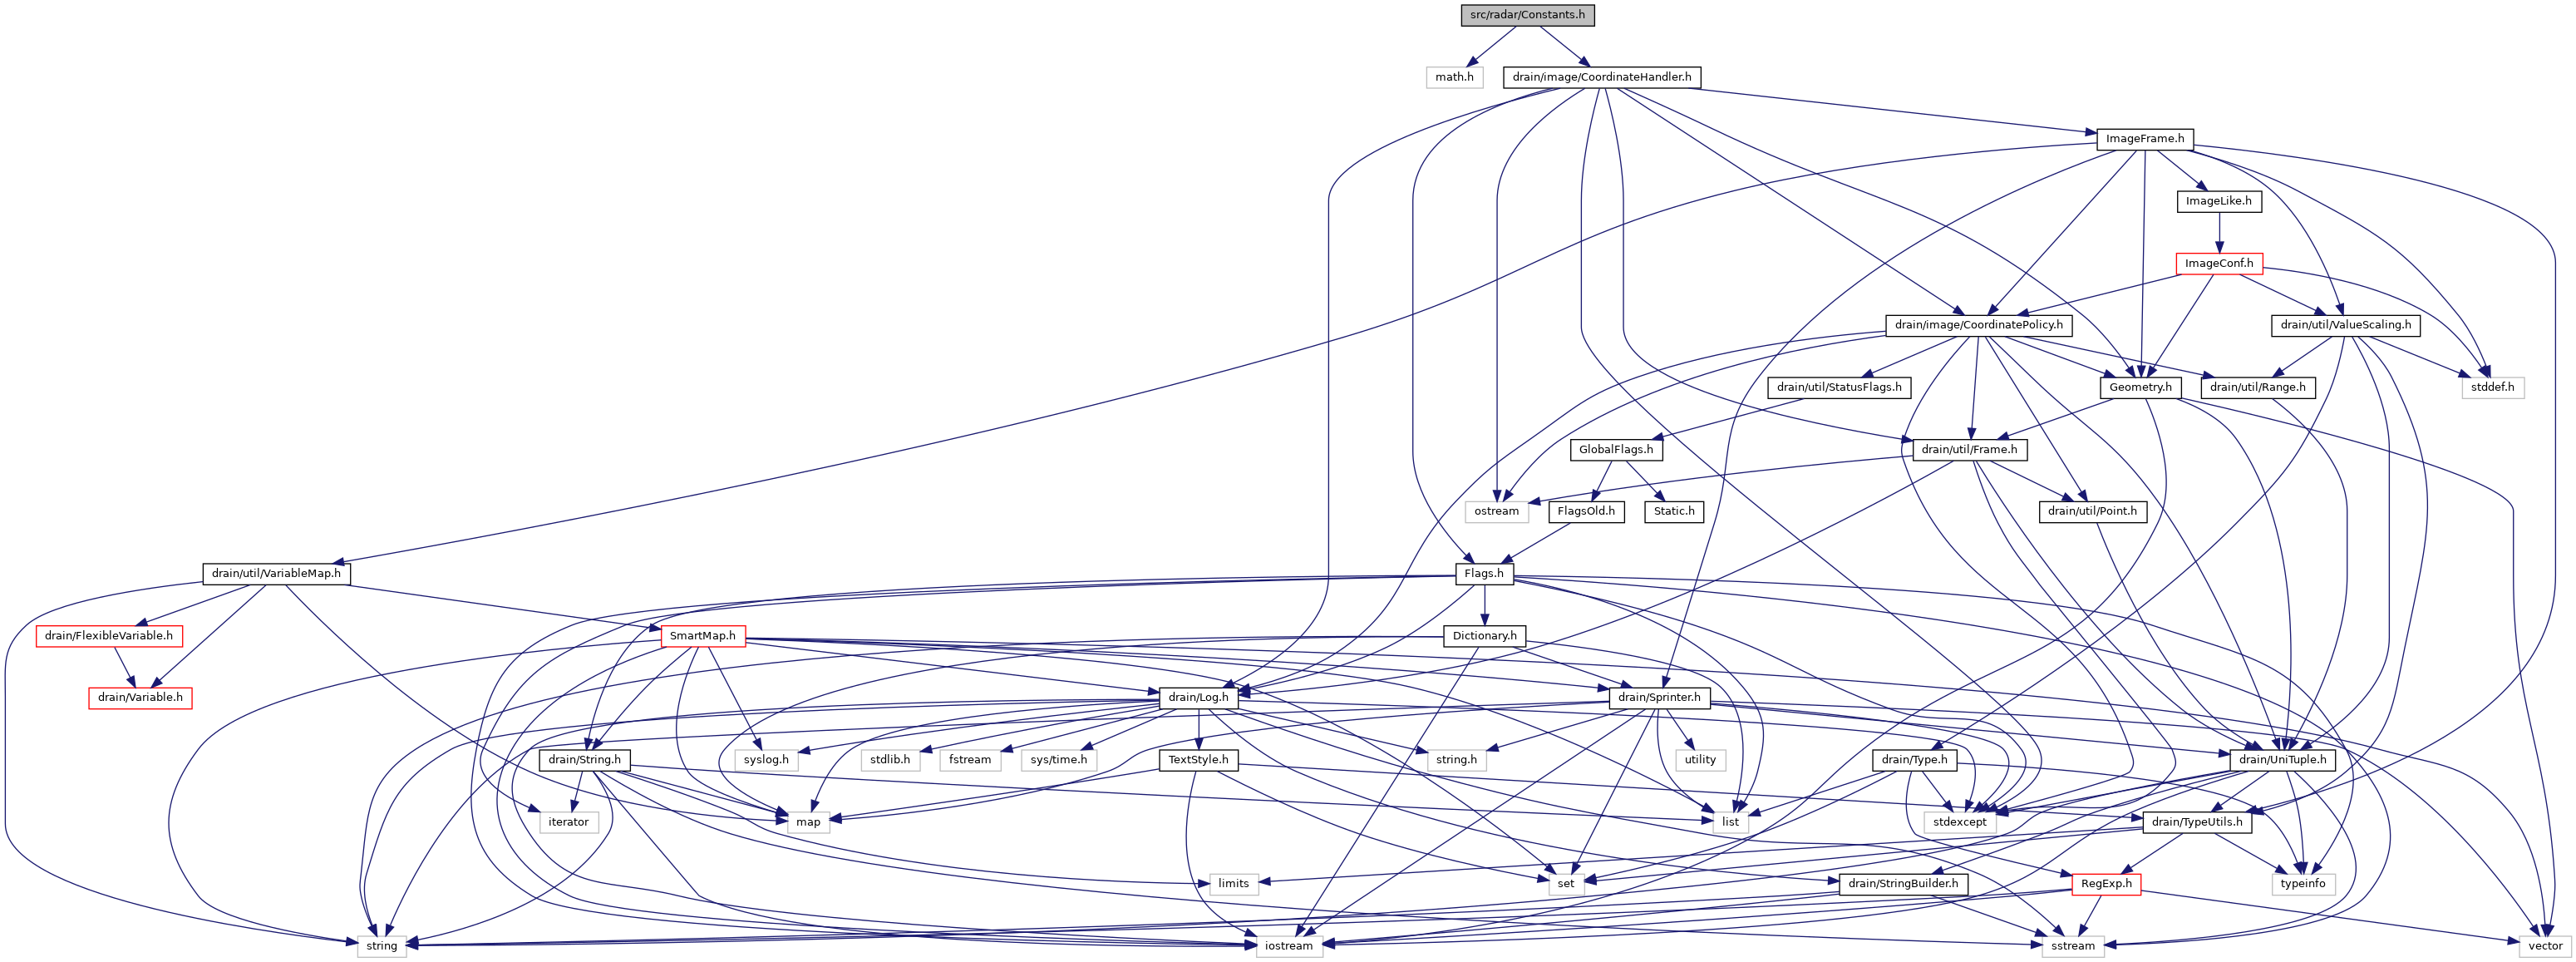 src/radar/Constants.h
math.h
drain/image/CoordinateHandler.h
ImageFrame.h
ImageLike.h
ImageConf.h
drain/image/CoordinatePolicy.h
drain/util/ValueScaling.h
drain/util/StatusFlags.h
Geometry.h
drain/util/Range.h
stddef.h
GlobalFlags.h
drain/util/Frame.h
ostream
FlagsOld.h
Static.h
drain/util/Point.h
drain/util/VariableMap.h
Flags.h
drain/FlexibleVariable.h
SmartMap.h
Dictionary.h
drain/Variable.h
drain/Log.h
drain/Sprinter.h
drain/String.h
syslog.h
stdlib.h
fstream
sys/time.h
TextStyle.h
string.h
utility
drain/Type.h
drain/UniTuple.h
iterator
map
list
stdexcept
drain/TypeUtils.h
limits
set
drain/StringBuilder.h
RegExp.h
typeinfo
string
iostream
sstream
vector